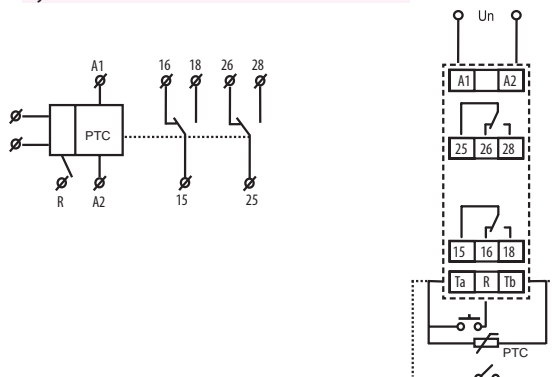 Un
A1 16 18 26 28
PTC
R A2 15 25
A1 A2
25 26 28
15 16 18
Ta R Tb
PTC